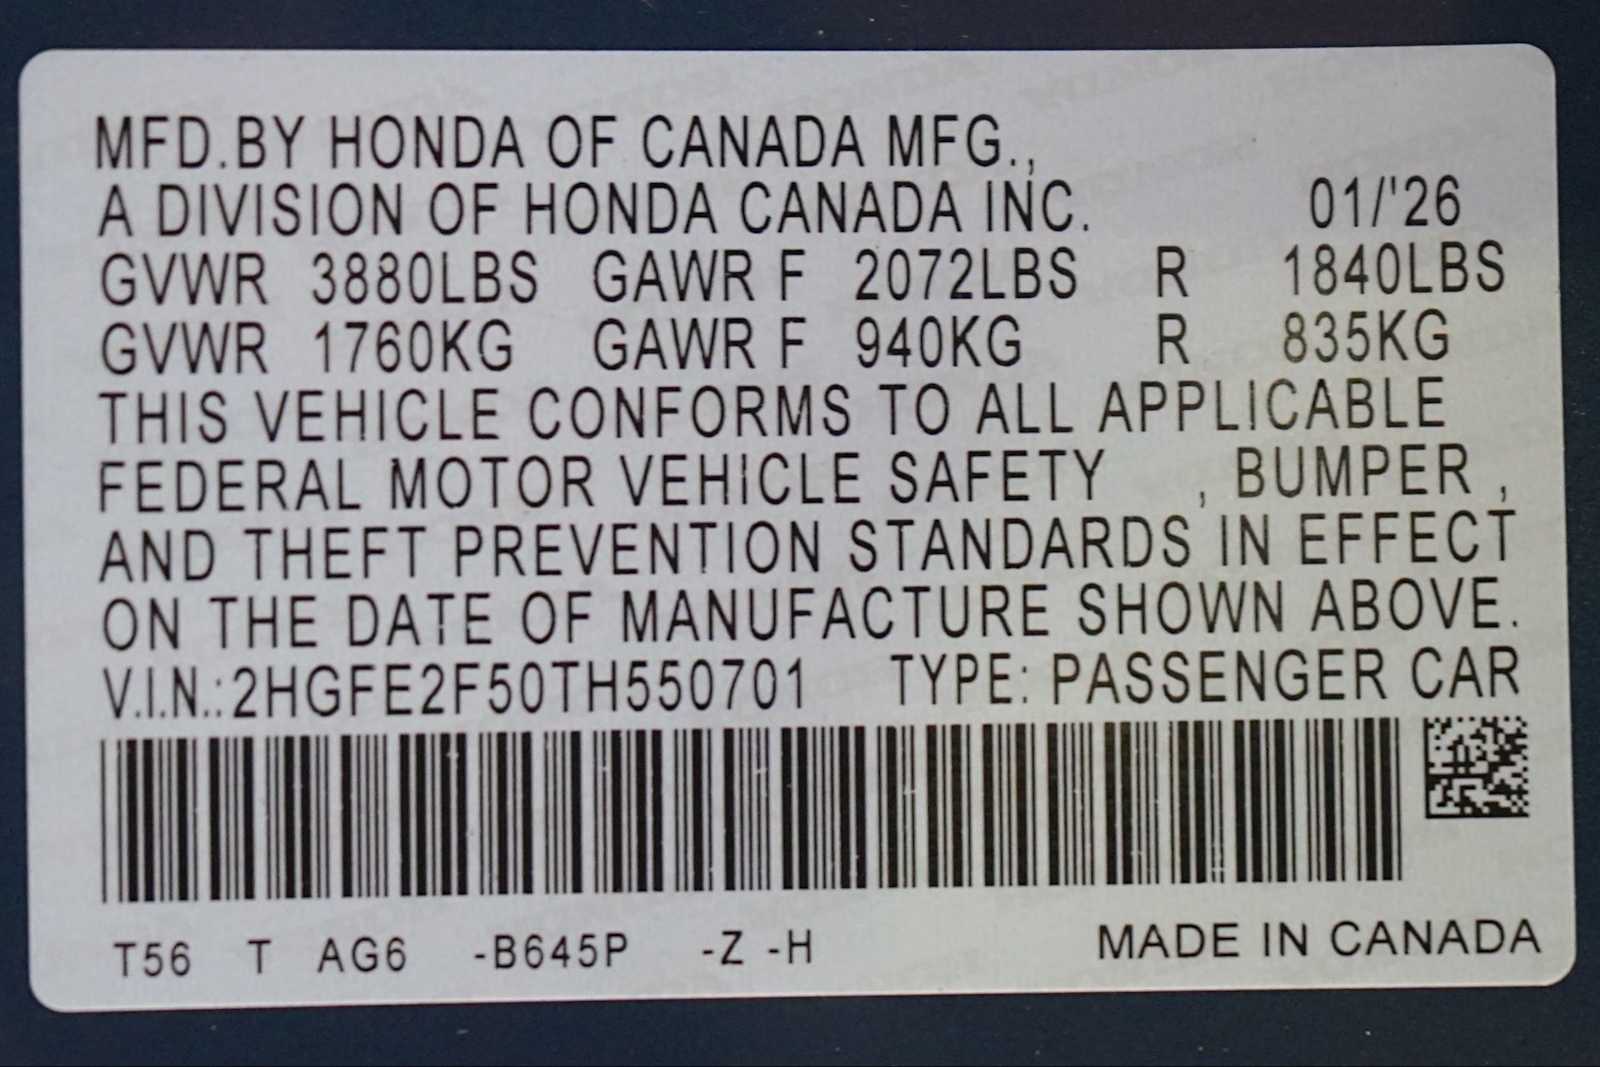 MFD.BY HONDA OF CANADA MFG.,
A DIVISION OF HONDA CANADA INC. 01/'26
GVWR 3880LBS GAWR F 2072LBS R 1840LBS
GVWR 1760KG GAWR F 940KG R 835KG
THIS VEHICLE CONFORMS TO ALL APPLICABLE
FEDERAL MOTOR VEHICLE SAFETY , BUMPER ,
AND THEFT PREVENTION STANDARDS IN EFFECT
ON THE DATE OF MANUFACTURE SHOWN ABOVE.
V.I.N.:2HGFE2F50TH550701 TYPE: PASSENGER CAR
T56 T AG6 -B645P -Z -H MADE IN CANADA